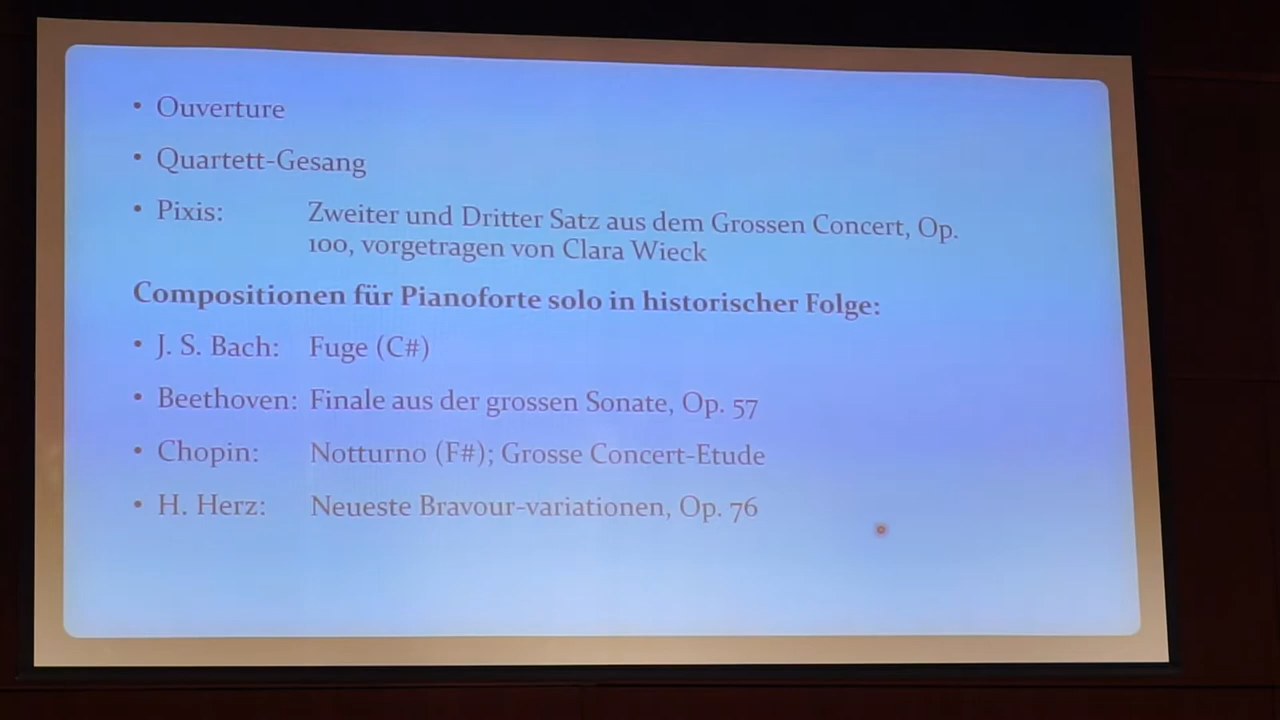 • Ouverture
• Quartett-Gesang
• Pixis: Zweiter und Dritter Satz aus dem Grossen Concert, Op.
100, vorgetragen von Clara Wieck
Compositionen für Pianoforte solo in historischer Folge:
• J. S. Bach: Fuge (C#)
• Beethoven: Finale aus der grossen Sonate, Op. 57
• Chopin: Notturno (F#); Grosse Concert-Etude
• H. Herz: Neueste Bravour-variationen, Op. 76